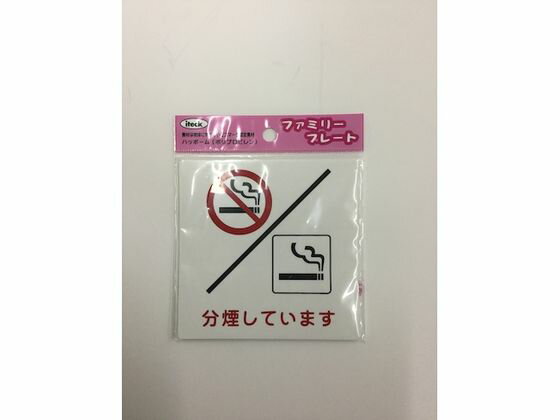 iteck
ファミリー
プレート
ハッポーム(ポリプロピレン)
分煙しています